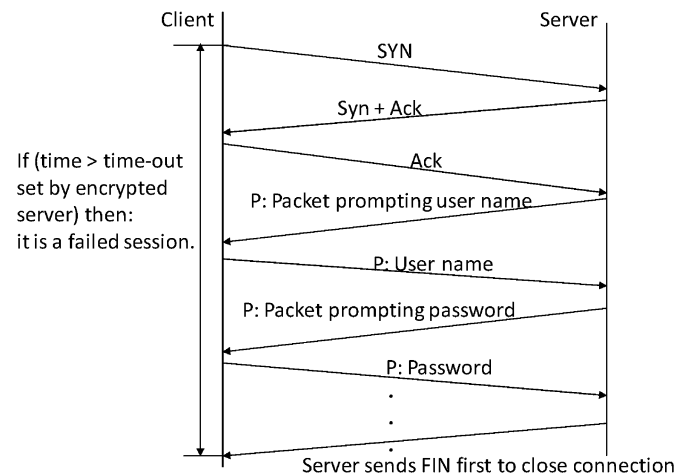 Client
Server
SYN
Syn + Ack
Ack
If (time > time-out
set by encrypted
server) then:
it is a failed session.
P: Packet prompting user name
P: User name
P: Packet prompting password
P: Password
Server sends FIN first to close connection